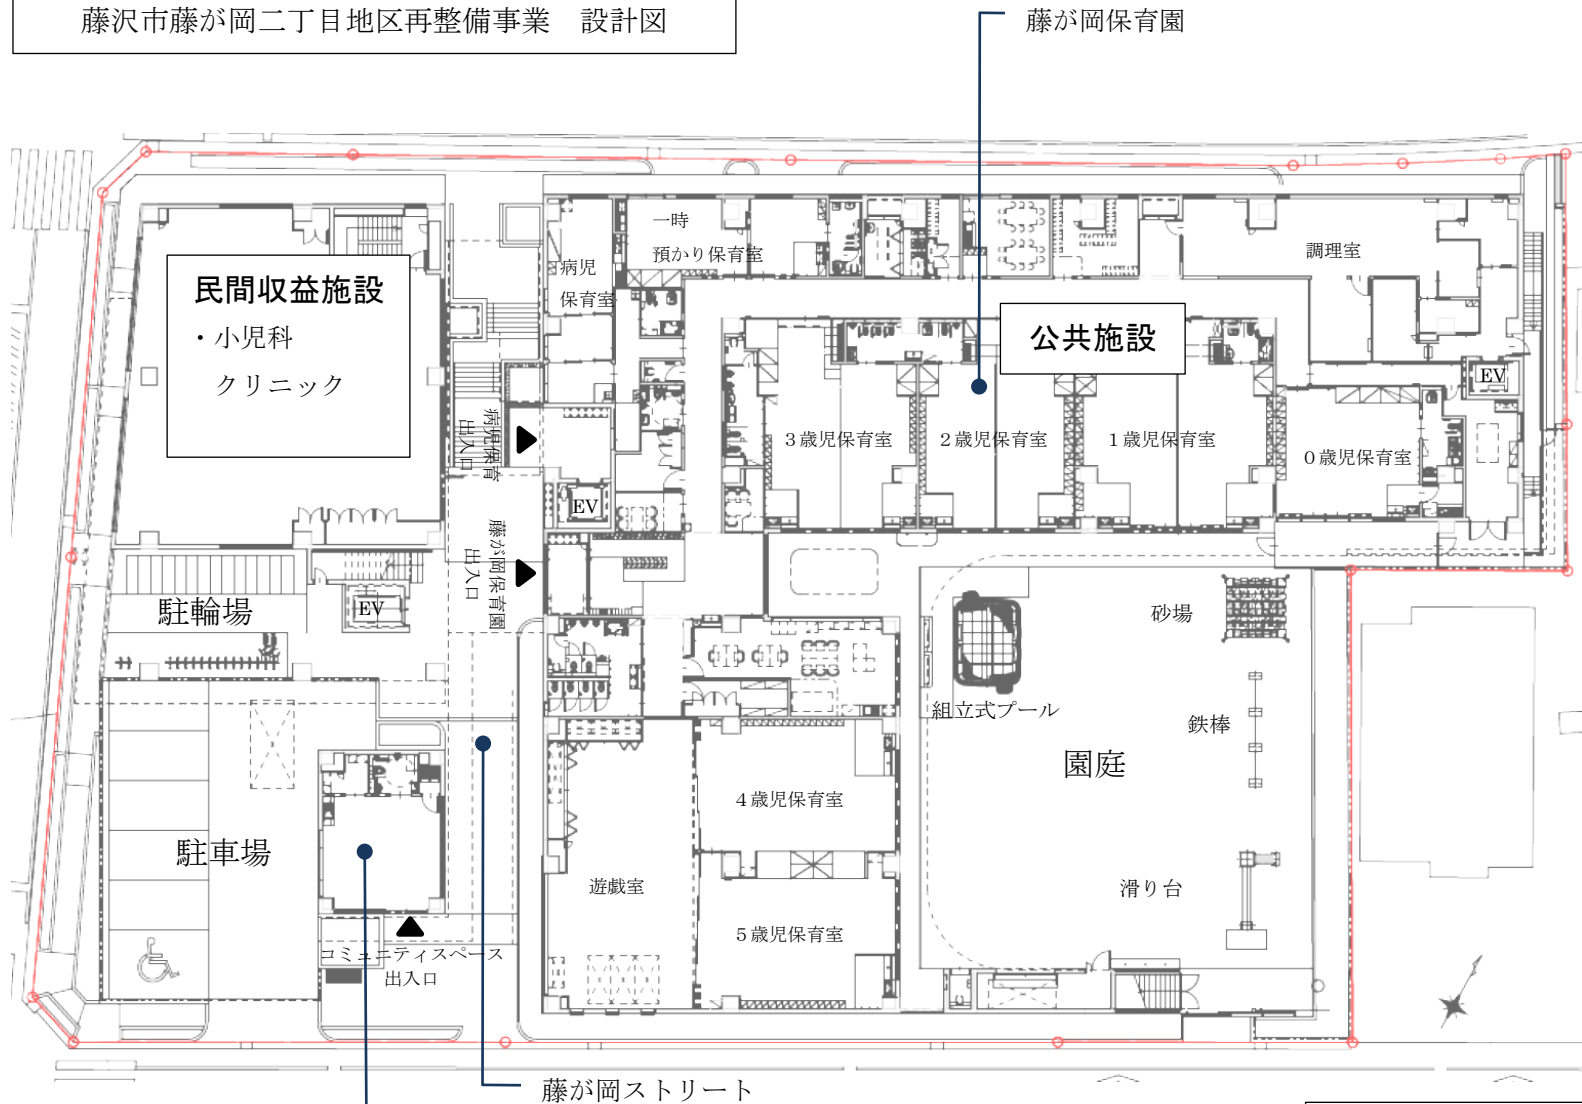 藤沢市藤が岡二丁目地区再整備事業　設計図
藤が岡保育園
民間収益施設
・小児科
クリニック
病児
保育室
一時
預かり保育室
調理室
公共施設
EV
３歳児保育室
２歳児保育室
１歳児保育室
０歳児保育室
病児保育
出入口
EV
藤が岡保育園
出入口
駐輪場
EV
砂場
組立式プール
鉄棒
園庭
４歳児保育室
駐車場
遊戯室
滑り台
５歳児保育室
コミュニティスペース
出入口
藤が岡ストリート